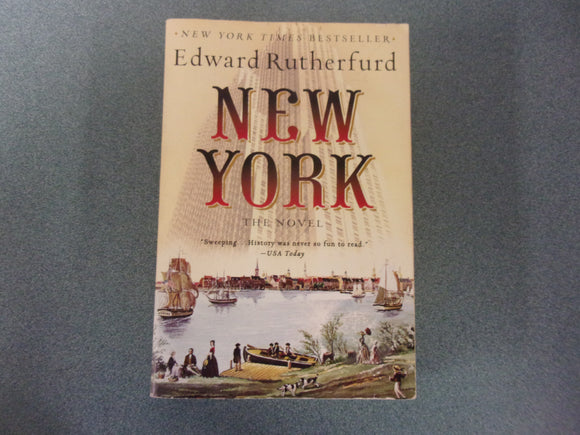 • NEW YORK TIMES BESTSELLER •
Edward Rutherfurd
NEW
YORK
THE NOVEL
"Sweeping. . . . History was never so fun to read."
—USA Today